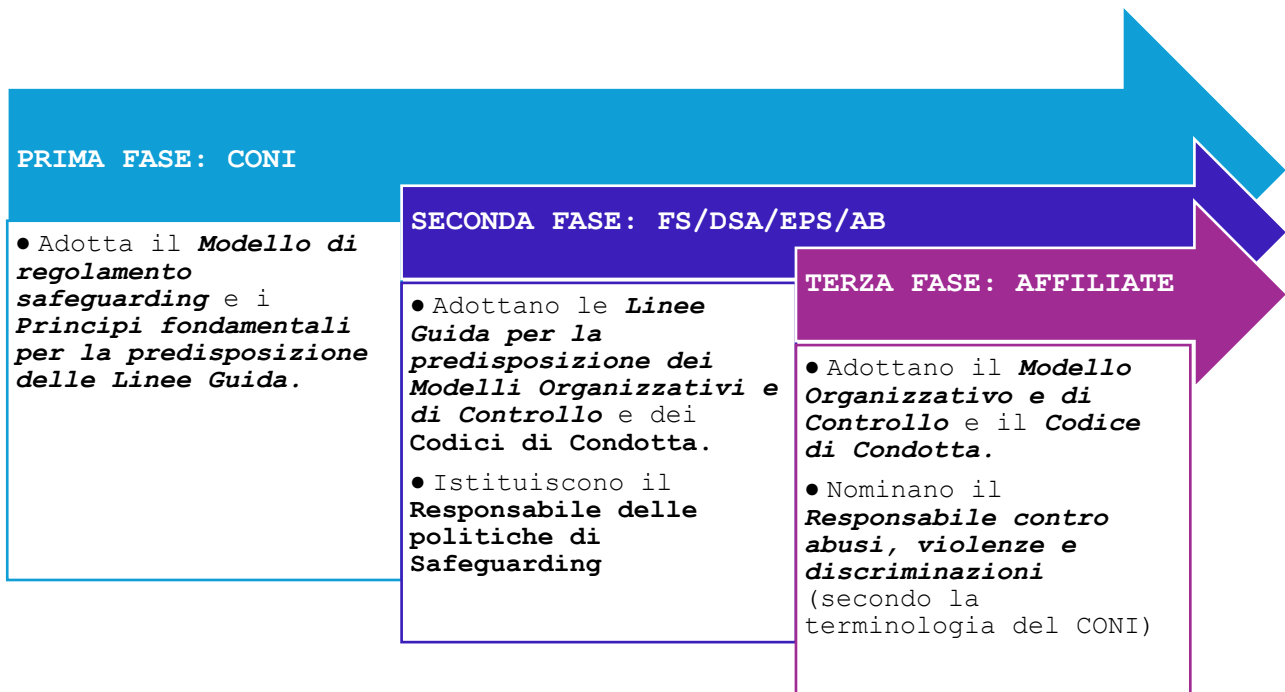 PRIMA FASE: CONI
● Adotta il Modello di
regolamento
safeguarding e i
Principi fondamentali
per la predisposizione
delle Linee Guida.
SECONDA FASE: FS/DSA/EPS/AB
● Adottano le Linee
Guida per la
predisposizione dei
Modelli Organizzativi e
di Controllo e dei
Codici di Condotta.
● Istituiscono il
Responsabile delle
politiche di
Safeguarding
TERZA FASE: AFFILIATE
● Adottano il Modello
Organizzativo e di
Controllo e il Codice
di Condotta.
● Nominano il
Responsabile contro
abusi, violenze e
discriminazioni
(secondo la
terminologia del CONI)